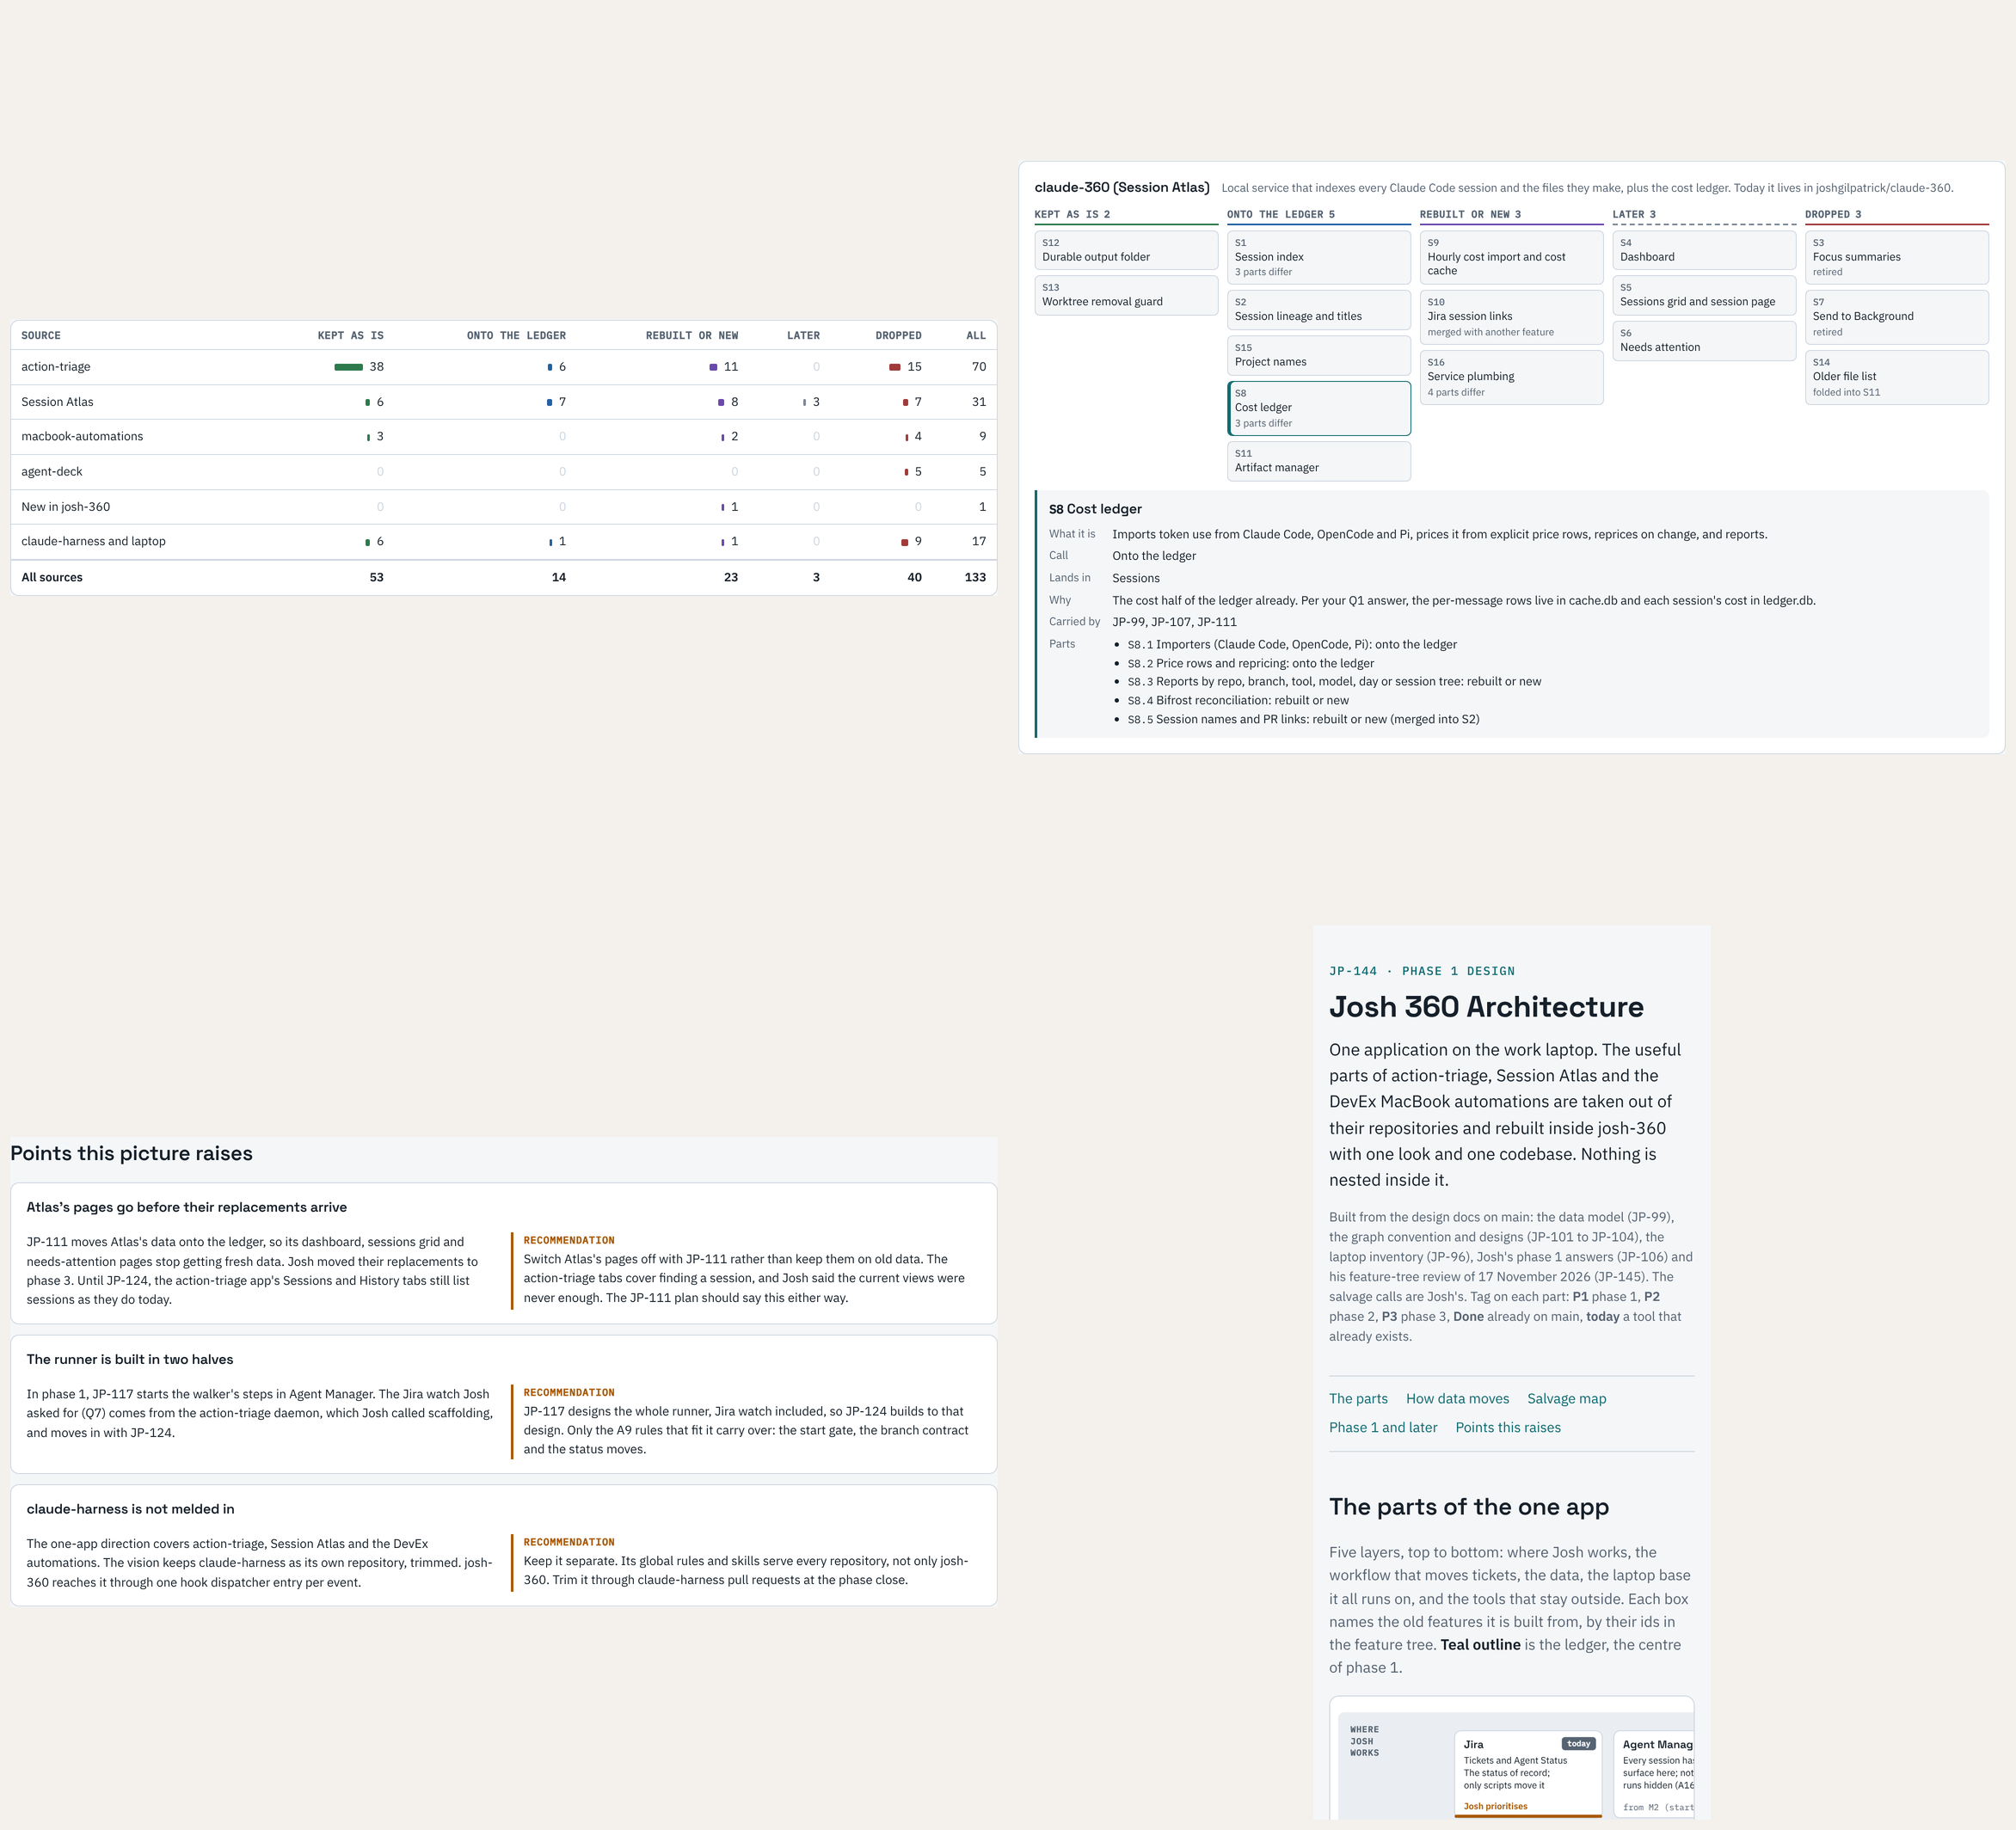 SOURCE KEPT AS IS ONTO THE LEDGER REBUILT OR NEW LATER DROPPED ALL
action-triage 38 6 11 0 15 70
Session Atlas 6 7 8 3 7 31
macbook-automations 3 0 2 0 4 9
agent-deck 0 0 0 0 5 5
New in josh-360 0 0 1 0 0 1
claude-harness and laptop 6 1 1 0 9 17
All sources 53 14 23 3 40 133
claude-360 (Session Atlas) Local service that indexes every Claude Code session and the files they make, plus the cost ledger. Today it lives in joshgilpatrick/claude-360.
KEPT AS IS 2
S12
Durable output folder
S13
Worktree removal guard
ONTO THE LEDGER 5
S1
Session index
3 parts differ
S2
Session lineage and titles
S15
Project names
S8
Cost ledger
3 parts differ
S11
Artifact manager
REBUILT OR NEW 3
S9
Hourly cost import and cost
cache
S10
Jira session links
merged with another feature
S16
Service plumbing
4 parts differ
LATER 3
S4
Dashboard
S5
Sessions grid and session page
S6
Needs attention
DROPPED 3
S3
Focus summaries
retired
S7
Send to Background
retired
S14
Older file list
folded into S11
S8 Cost ledger
What it is Imports token use from Claude Code, OpenCode and Pi, prices it from explicit price rows, reprices on change, and reports.
Call Onto the ledger
Lands in Sessions
Why The cost half of the ledger already. Per your Q1 answer, the per-message rows live in cache.db and each session's cost in ledger.db.
Carried by JP-99, JP-107, JP-111
Parts • S8.1 Importers (Claude Code, OpenCode, Pi): onto the ledger
• S8.2 Price rows and repricing: onto the ledger
• S8.3 Reports by repo, branch, tool, model, day or session tree: rebuilt or new
• S8.4 Bifrost reconciliation: rebuilt or new
• S8.5 Session names and PR links: rebuilt or new (merged into S2)
Points this picture raises
Atlas's pages go before their replacements arrive
JP-111 moves Atlas's data onto the ledger, so its dashboard, sessions grid and
needs-attention pages stop getting fresh data. Josh moved their replacements to
phase 3. Until JP-124, the action-triage app's Sessions and History tabs still list
sessions as they do today.
RECOMMENDATION
Switch Atlas's pages off with JP-111 rather than keep them on old data. The
action-triage tabs cover finding a session, and Josh said the current views were
never enough. The JP-111 plan should say this either way.
The runner is built in two halves
In phase 1, JP-117 starts the walker's steps in Agent Manager. The Jira watch Josh
asked for (Q7) comes from the action-triage daemon, which Josh called scaffolding,
and moves in with JP-124.
RECOMMENDATION
JP-117 designs the whole runner, Jira watch included, so JP-124 builds to that
design. Only the A9 rules that fit it carry over: the start gate, the branch contract
and the status moves.
claude-harness is not melded in
The one-app direction covers action-triage, Session Atlas and the DevEx
automations. The vision keeps claude-harness as its own repository, trimmed. josh-
360 reaches it through one hook dispatcher entry per event.
RECOMMENDATION
Keep it separate. Its global rules and skills serve every repository, not only josh-
360. Trim it through claude-harness pull requests at the phase close.
JP-144 · PHASE 1 DESIGN
Josh 360 Architecture
One application on the work laptop. The useful
parts of action-triage, Session Atlas and the
DevEx MacBook automations are taken out of
their repositories and rebuilt inside josh-360
with one look and one codebase. Nothing is
nested inside it.
Built from the design docs on main: the data model (JP-99),
the graph convention and designs (JP-101 to JP-104), the
laptop inventory (JP-96), Josh's phase 1 answers (JP-106) and
his feature-tree review of 17 November 2026 (JP-145). The
salvage calls are Josh's. Tag on each part: P1 phase 1, P2
phase 2, P3 phase 3, Done already on main, today a tool that
already exists.
The parts How data moves Salvage map
Phase 1 and later Points this raises
The parts of the one app
Five layers, top to bottom: where Josh works, the
workflow that moves tickets, the data, the laptop base
it all runs on, and the tools that stay outside. Each box
names the old features it is built from, by their ids in
the feature tree. Teal outline is the ledger, the centre
of phase 1.
WHERE
JOSH
WORKS
Jira today
Tickets and Agent Status
The status of record;
only scripts move it
Josh prioritises
Agent Manag
Every session has
surface here; not
runs hidden (A16
from M2 (start